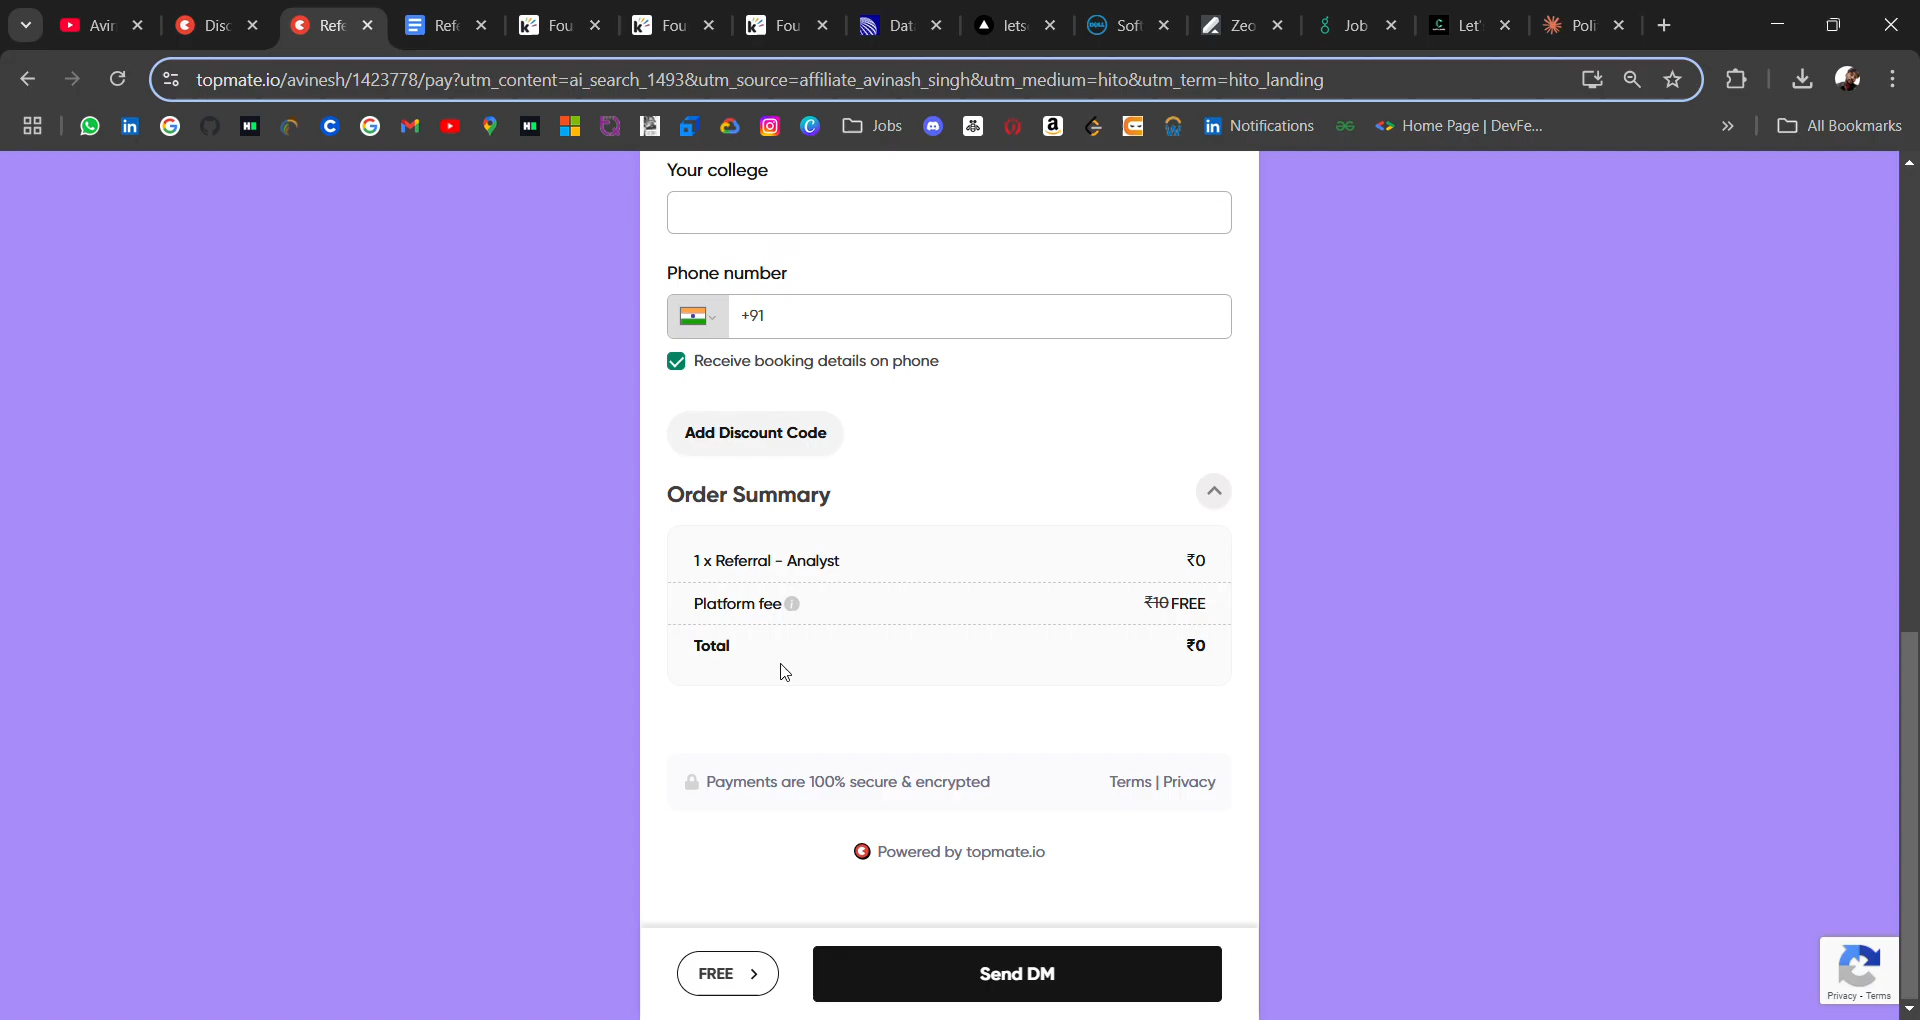 Avin
Disc
Refe
Refe
Fou
Fou
Fou
Data
lets
Soft
Zeo
Job
Let'
Poli
topmate.io/avinesh/1423778/pay?utm_content=ai_search_1493&utm_source=affiliate_avinash_singh&utm_medium=hito&utm_term=hito_landing
Jobs
Notifications
Home Page | DevFe...
All Bookmarks
Your college
Phone number
+91
Receive booking details on phone
Add Discount Code
Order Summary
1 x Referral - Analyst ₹0
Platform fee ₹10 FREE
Total ₹0
Payments are 100% secure & encrypted Terms | Privacy
Powered by topmate.io
FREE
Send DM
Privacy - Terms